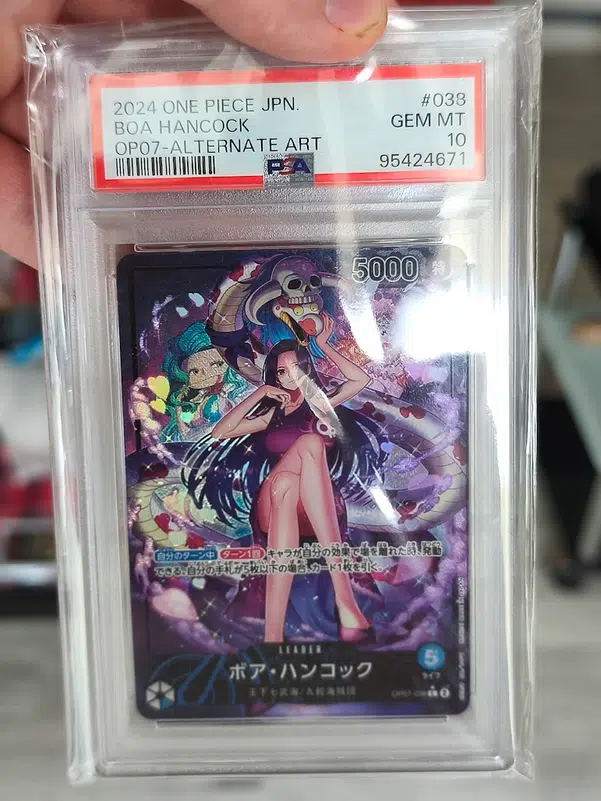 2024 ONE PIECE JPN. #038
BOA HANCOCK GEM MT
OP07-ALTERNATE ART 10
PSA 95424671
5000 特
自分のターン中 ターン1回 キャラが自分の効果で場を離れた時、発動
できる。自分の手札が5枚以下の場合、カード1枚を引く。
LEADER
ボア・ハンコック
5
ライフ
王下七武海/九蛇海賊団